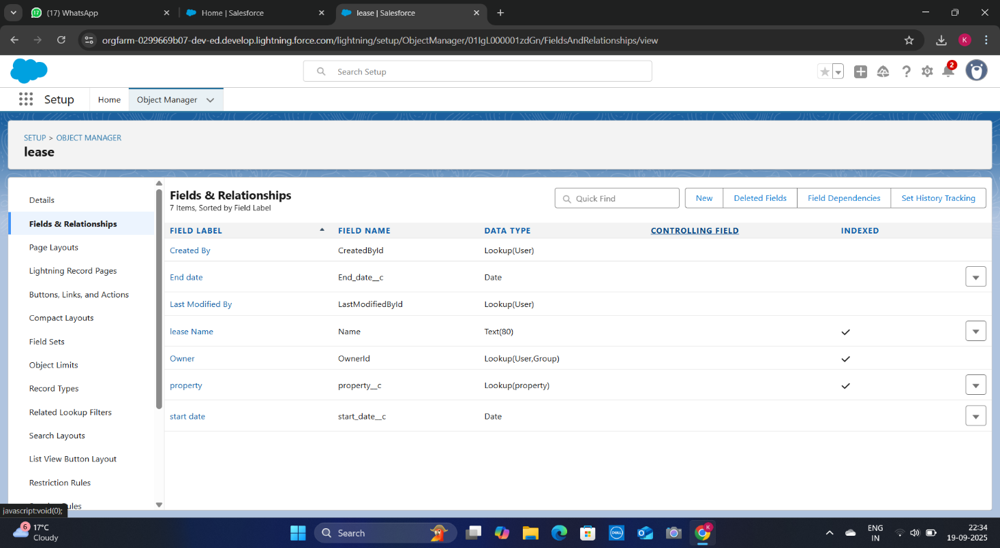 17
(17) WhatsApp
Home | Salesforce
lease | Salesforce
orgfarm-0299669b07-dev-ed.develop.lightning.force.com/lightning/setup/ObjectManager/01IgL000001zdGn/FieldsAndRelationships/view
K
Search Setup
2
Setup
Home
Object Manager
SETUP > OBJECT MANAGER
lease
Details
Fields & Relationships
Page Layouts
Lightning Record Pages
Buttons, Links, and Actions
Compact Layouts
Field Sets
Object Limits
Record Types
Related Lookup Filters
Search Layouts
List View Button Layout
Restriction Rules
Fields & Relationships
7 Items, Sorted by Field Label
Quick Find
New
Deleted Fields
Field Dependencies
Set History Tracking
FIELD LABEL FIELD NAME DATA TYPE CONTROLLING FIELD INDEXED
Created By CreatedById Lookup(User)
End date End_date__c Date
Last Modified By LastModifiedById Lookup(User)
lease Name Name Text(80)
Owner OwnerId Lookup(User,Group)
property property__c Lookup(property)
start date start_date__c Date
javascript:void(0);
6
17°C
Cloudy
Search
DELL
K
ENG
IN
22:34
19-09-2025